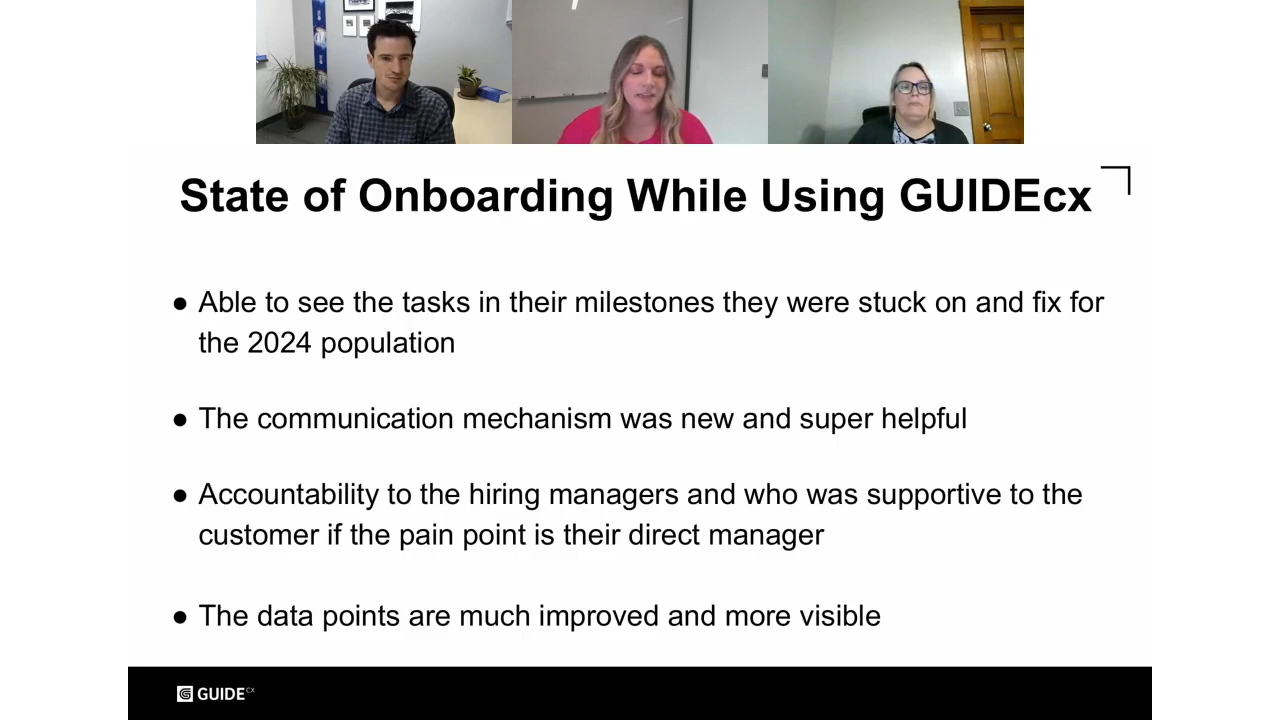 State of Onboarding While Using GUIDEcx
● Able to see the tasks in their milestones they were stuck on and fix for
the 2024 population
● The communication mechanism was new and super helpful
● Accountability to the hiring managers and who was supportive to the
customer if the pain point is their direct manager
● The data points are much improved and more visible
GUIDECX